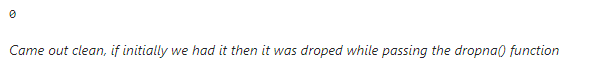 0
Came out clean, if initially we had it then it was droped while passing the dropna() function